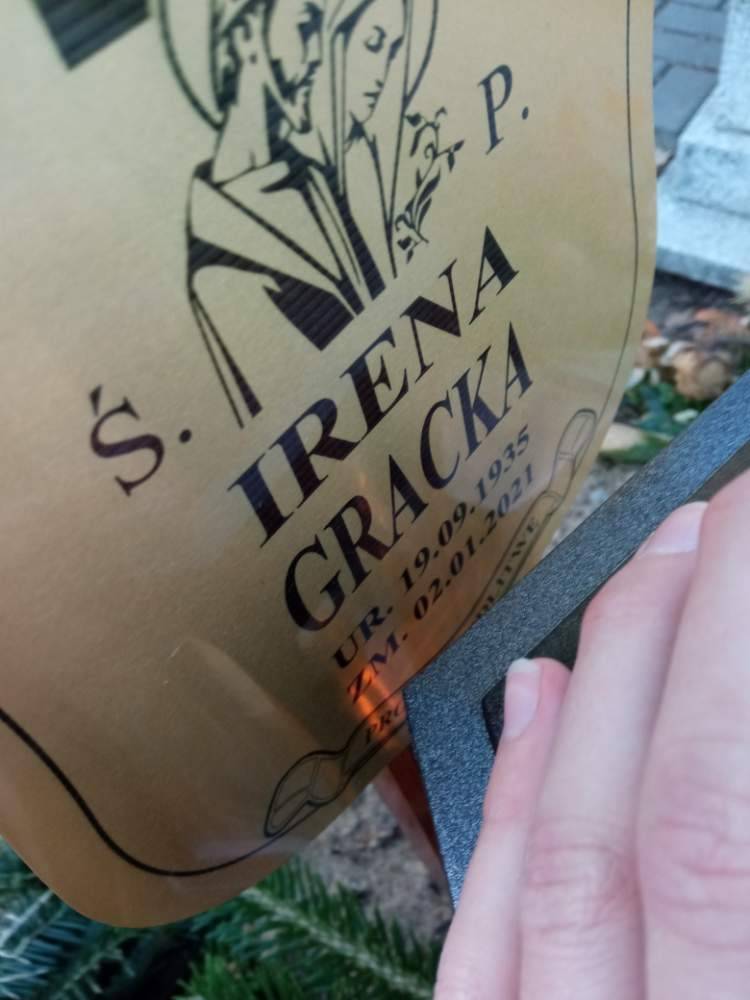 Ś. P.
IRENA
GRACKA
UR. 19.09.1935
ZM. 02.01.2021